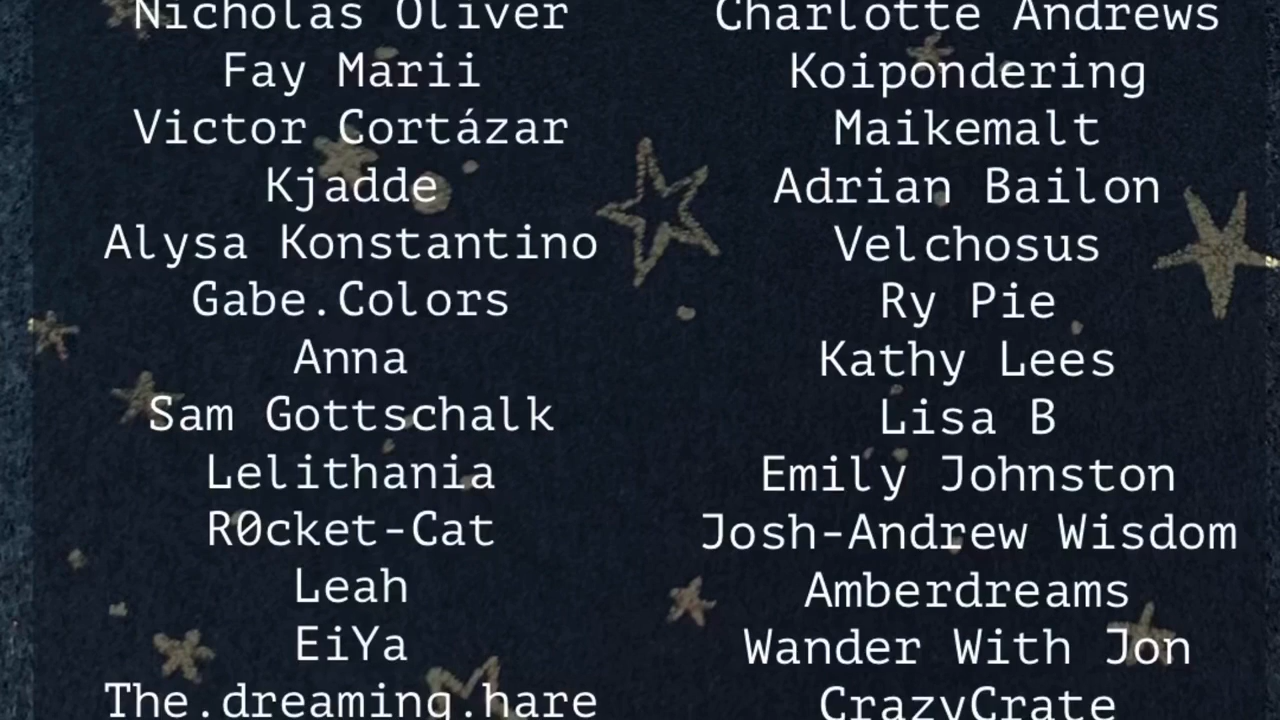 Nicholas Oliver
Fay Marii
Victor Cortázar
Kjadde
Alysa Konstantino
Gabe.Colors
Anna
Sam Gottschalk
Lelithania
R0cket-Cat
Leah
EiYa
The.dreaming.hare
Charlotte Andrews
Koipondering
Maikemalt
Adrian Bailon
Velchosus
Ry Pie
Kathy Lees
Lisa B
Emily Johnston
Josh-Andrew Wisdom
Amberdreams
Wander With Jon
CrazyCrate